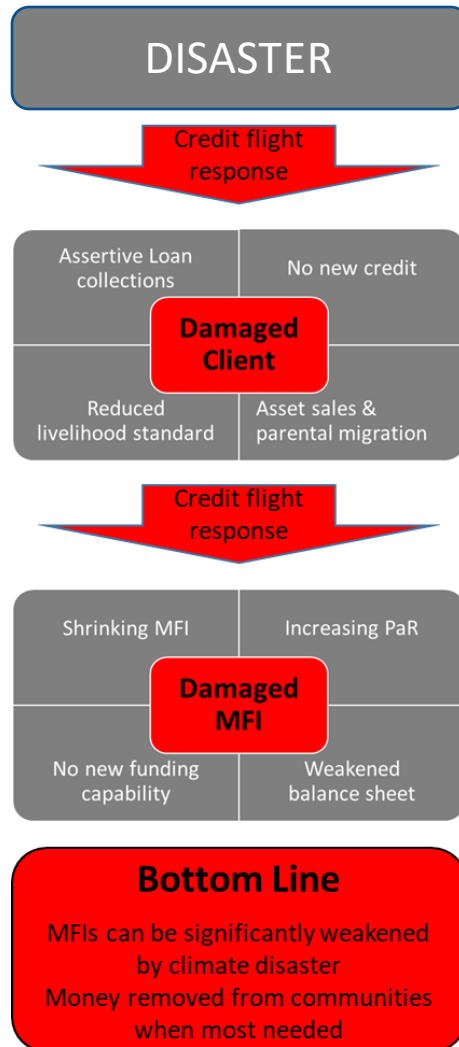 DISASTER
Credit flight
response
Assertive Loan
collections
No new credit
Damaged
Client
Reduced
livelihood standard
Asset sales &
parental migration
Credit flight
response
Shrinking MFI
Increasing PaR
Damaged
MFI
No new funding
capability
Weakened
balance sheet
Bottom Line
MFIs can be significantly weakened
by climate disaster
Money removed from communities
when most needed